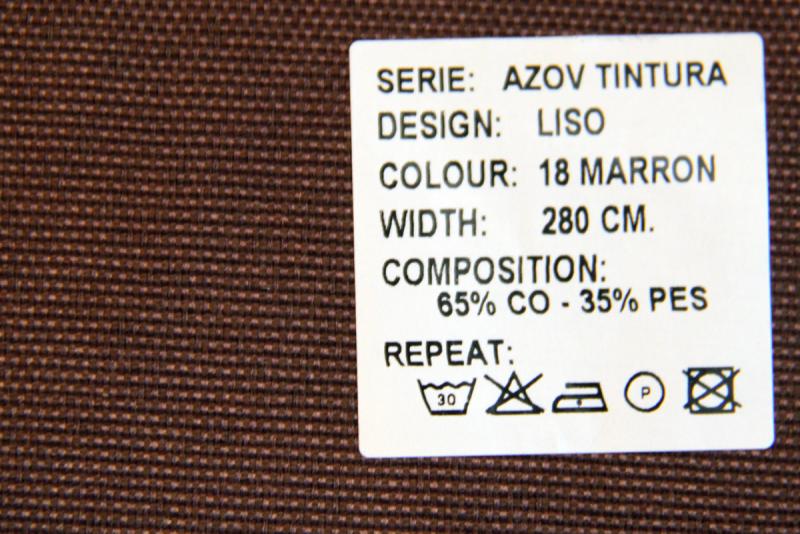 SERIE: AZOV TINTURA
DESIGN: LISO
COLOUR: 18 MARRON
WIDTH: 280 CM.
COMPOSITION:
65% CO - 35% PES
REPEAT:
30 P